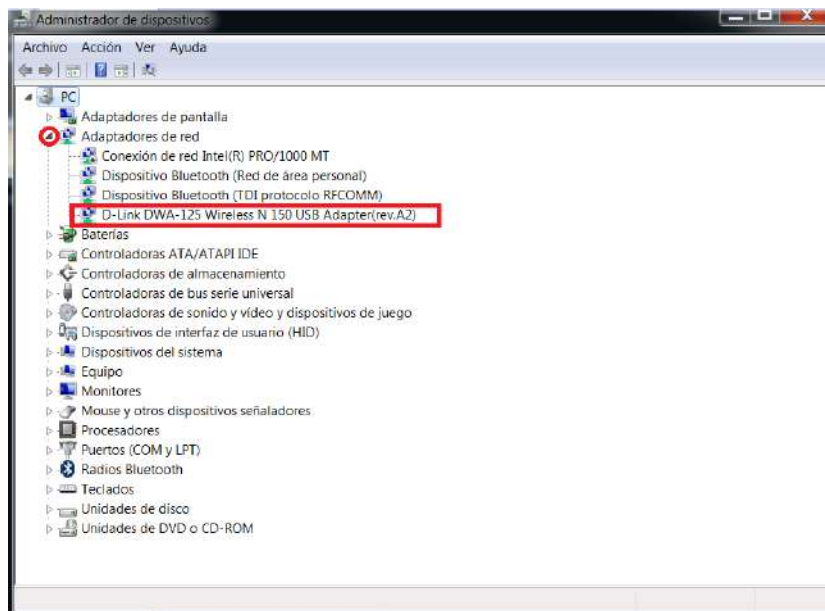 Administrador de dispositivos
Archivo Acción Ver Ayuda
PC
Adaptadores de pantalla
Adaptadores de red
Conexión de red Intel(R) PRO/1000 MT
Dispositivo Bluetooth (Red de área personal)
Dispositivo Bluetooth (TDI protocolo RFCOMM)
D-Link DWA-125 Wireless N 150 USB Adapter(rev.A2)
Baterías
Controladoras ATA/ATAPI IDE
Controladoras de almacenamiento
Controladoras de bus serie universal
Controladoras de sonido y vídeo y dispositivos de juego
Dispositivos de interfaz de usuario (HID)
Dispositivos del sistema
Equipo
Monitores
Mouse y otros dispositivos señaladores
Procesadores
Puertos (COM y LPT)
Radios Bluetooth
Teclados
Unidades de disco
Unidades de DVD o CD-ROM